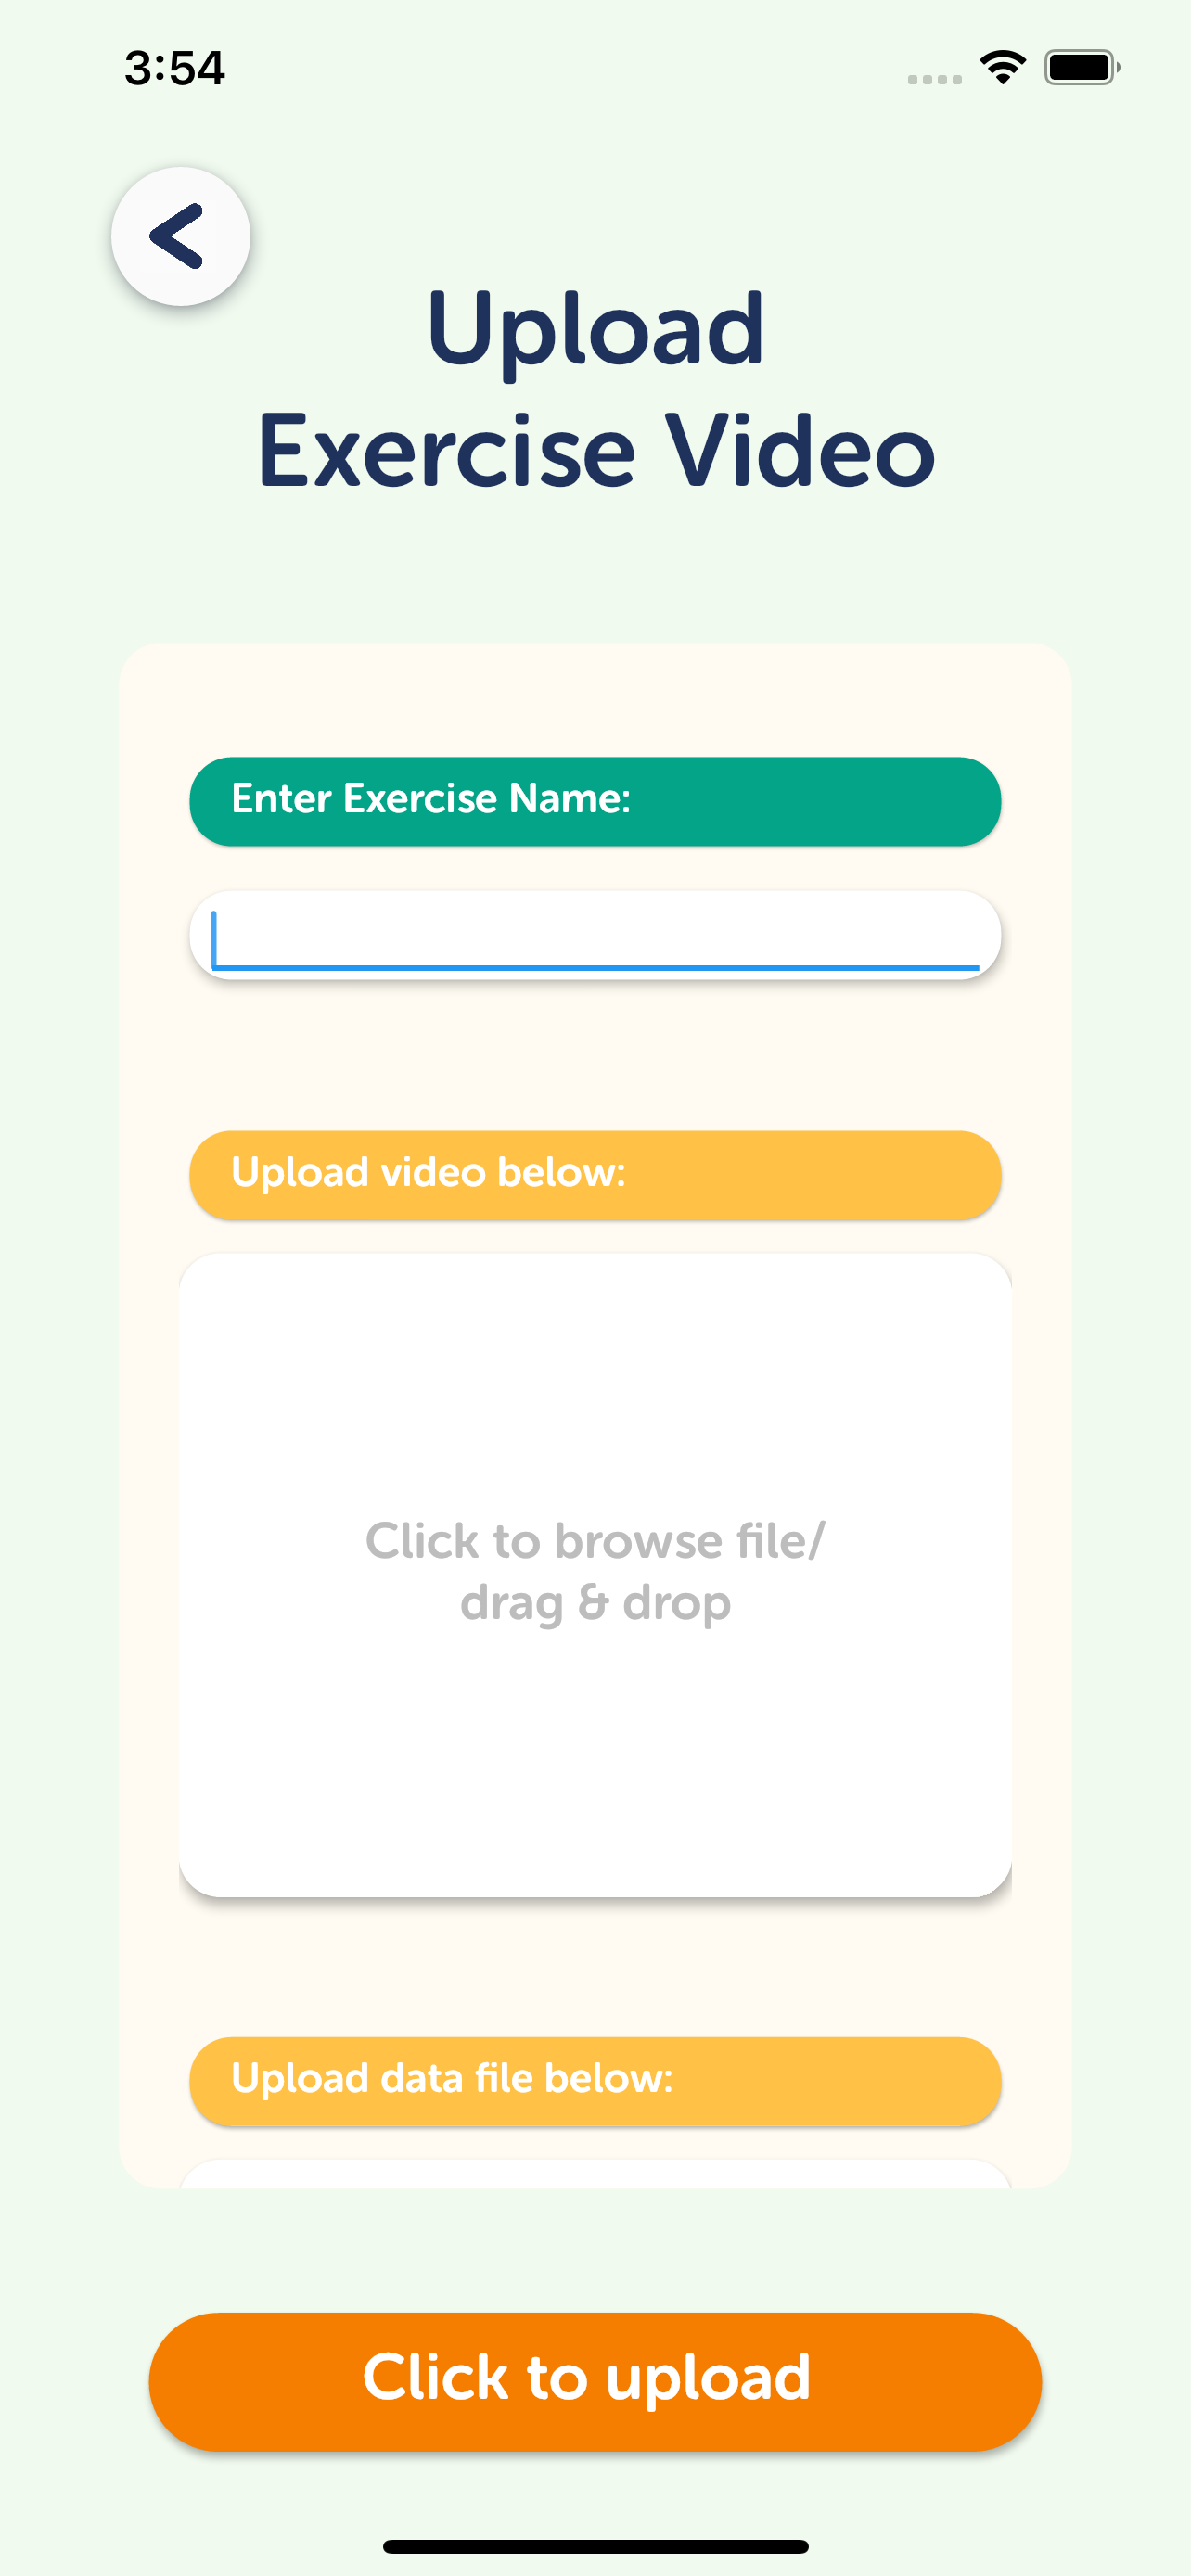 3:54
Upload
Exercise Video
Enter Exercise Name:
Upload video below:
Click to browse file/
drag & drop
Upload data file below:
Click to upload